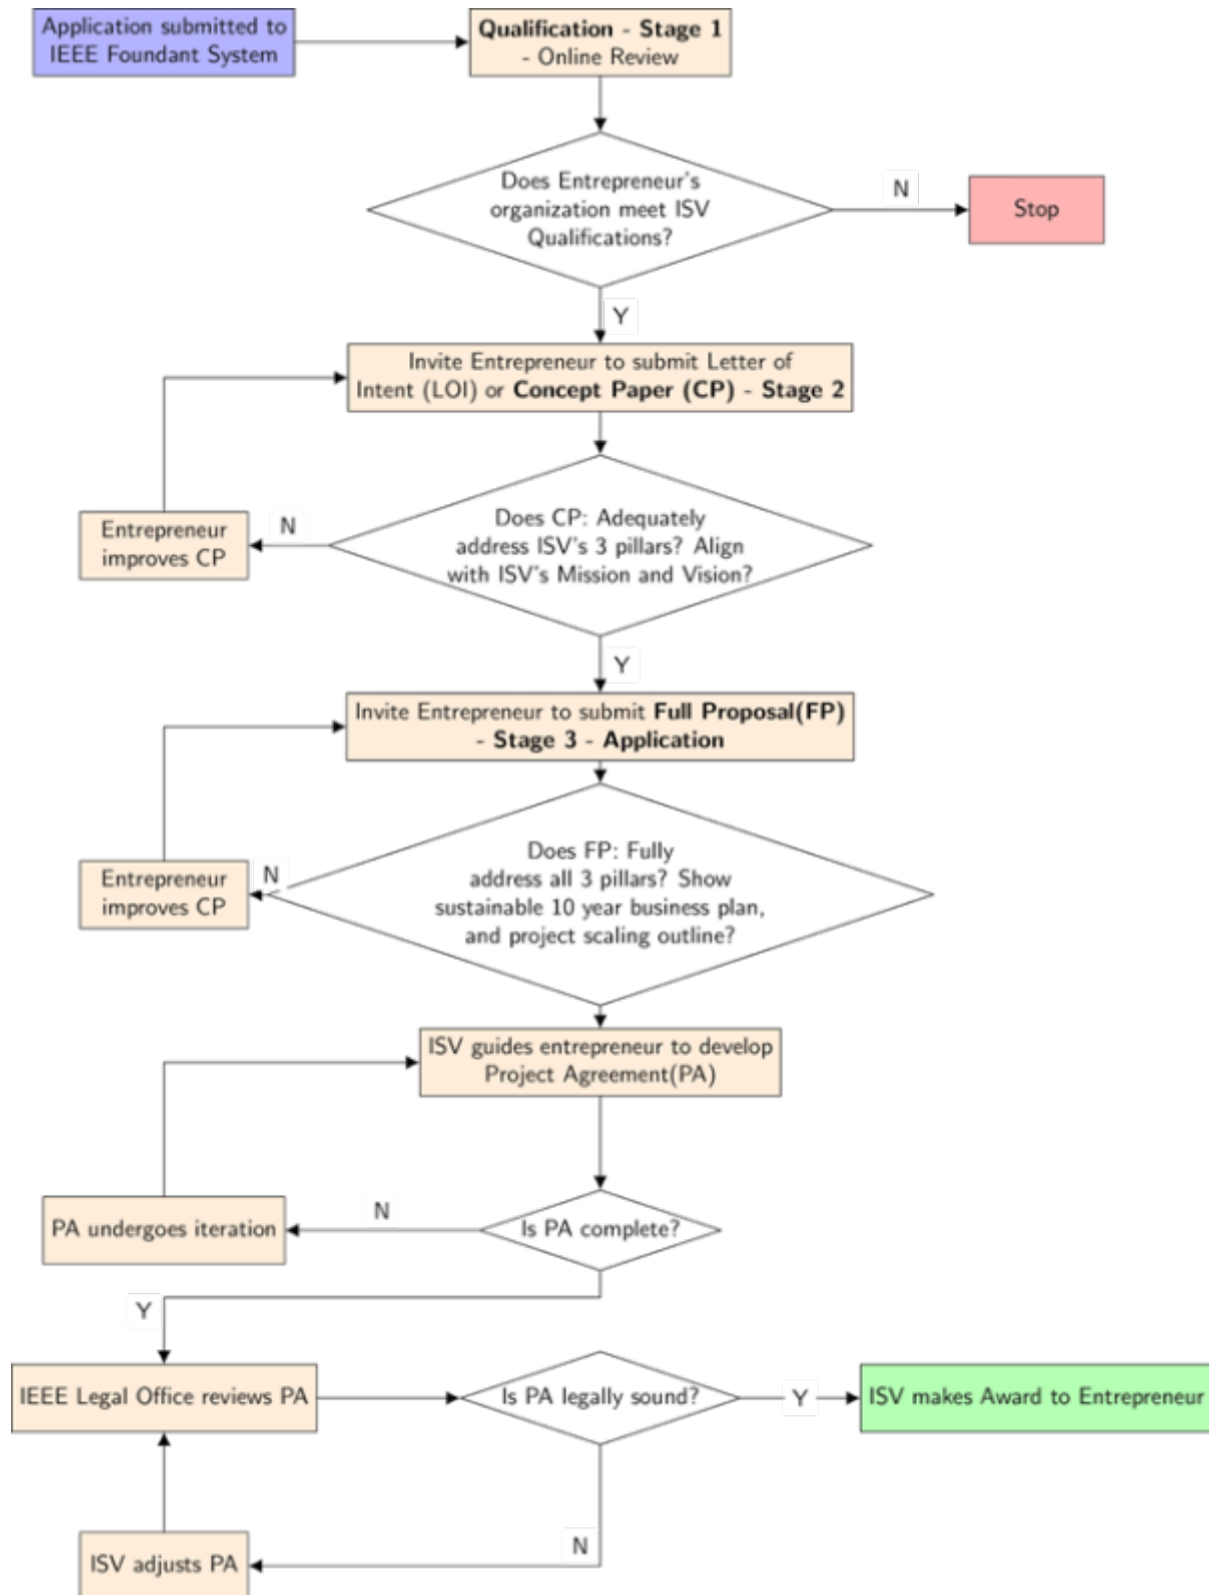 Application submitted to
IEEE Foundant System
Qualification - Stage 1
- Online Review
Does Entrepreneur's
organization meet ISV
Qualifications?
N
Stop
Y
Invite Entrepreneur to submit Letter of
Intent (LOI) or Concept Paper (CP) - Stage 2
Does CP: Adequately
address ISV's 3 pillars? Align
with ISV's Mission and Vision?
N
Entrepreneur
improves CP
Y
Invite Entrepreneur to submit Full Proposal(FP)
- Stage 3 - Application
Does FP: Fully
address all 3 pillars? Show
sustainable 10 year business plan,
and project scaling outline?
N
Entrepreneur
improves CP
ISV guides entrepreneur to develop
Project Agreement(PA)
Is PA complete?
N
PA undergoes iteration
Y
IEEE Legal Office reviews PA
Is PA legally sound?
Y
ISV makes Award to Entrepreneur
N
ISV adjusts PA